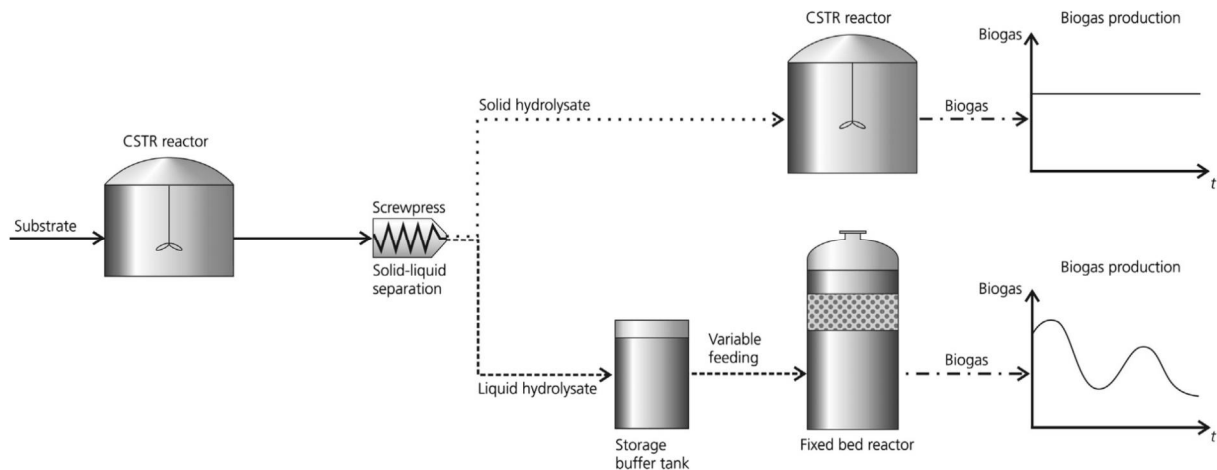 CSTR reactor
Biogas production
Biogas
Solid hydrolysate
Biogas
t
CSTR reactor
Substrate
Screwpress
Solid-liquid
separation
Biogas production
Biogas
Variable
feeding
Biogas
Liquid hydrolysate
t
Storage
buffer tank
Fixed bed reactor